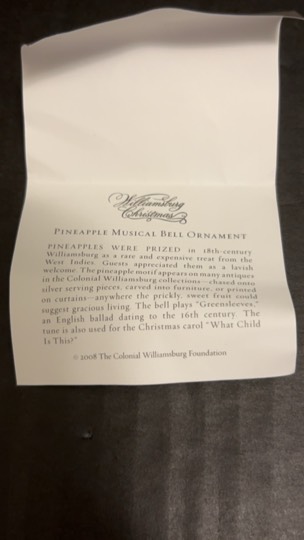 Williamsburg
Christmas
PINEAPPLE MUSICAL BELL ORNAMENT
PINEAPPLES WERE PRIZED in 18th-century
Williamsburg as a rare and expensive treat from the
West Indies. Guests appreciated them as a lavish
welcome. The pineapple motif appears on many antiques
in the Colonial Williamsburg collections—chased onto
silver serving pieces, carved into furniture, or printed
on curtains—anywhere the prickly, sweet fruit could
suggest gracious living. The bell plays "Greensleeves,"
an English ballad dating to the 16th century. The
tune is also used for the Christmas carol "What Child
Is This?"
© 2008 The Colonial Williamsburg Foundation